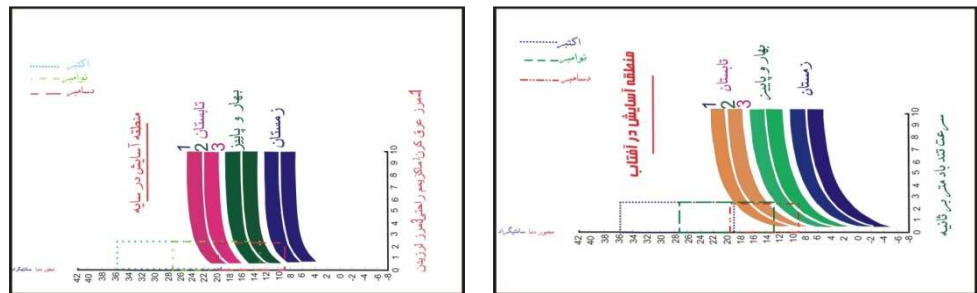 اکتبر
نوامبر
دسامبر
منطقه آسایش در سایه
1
2
3
تابستان
بهار و پاییز
زمستان
محور دما سانتیگراد
42 40 38 36 34 32 30 28 26 24 22 20 18 16 14 12 10 8 6 4 2 0 -2 -4 -6 -8
0 1 2 3 4 5 6 7 8 9 10
اکتبر
نوامبر
دسامبر
منطقه آسایش در آفتاب
1
2
3
تابستان
بهار و پاییز
زمستان
سرعت تند باد متر بر ثانیه
محور دما سانتیگراد
42 40 38 36 34 32 30 28 26 24 22 20 18 16 14 12 10 8 6 4 2 0 -2 -4 -6 -8
0 1 2 3 4 5 6 7 8 9 10